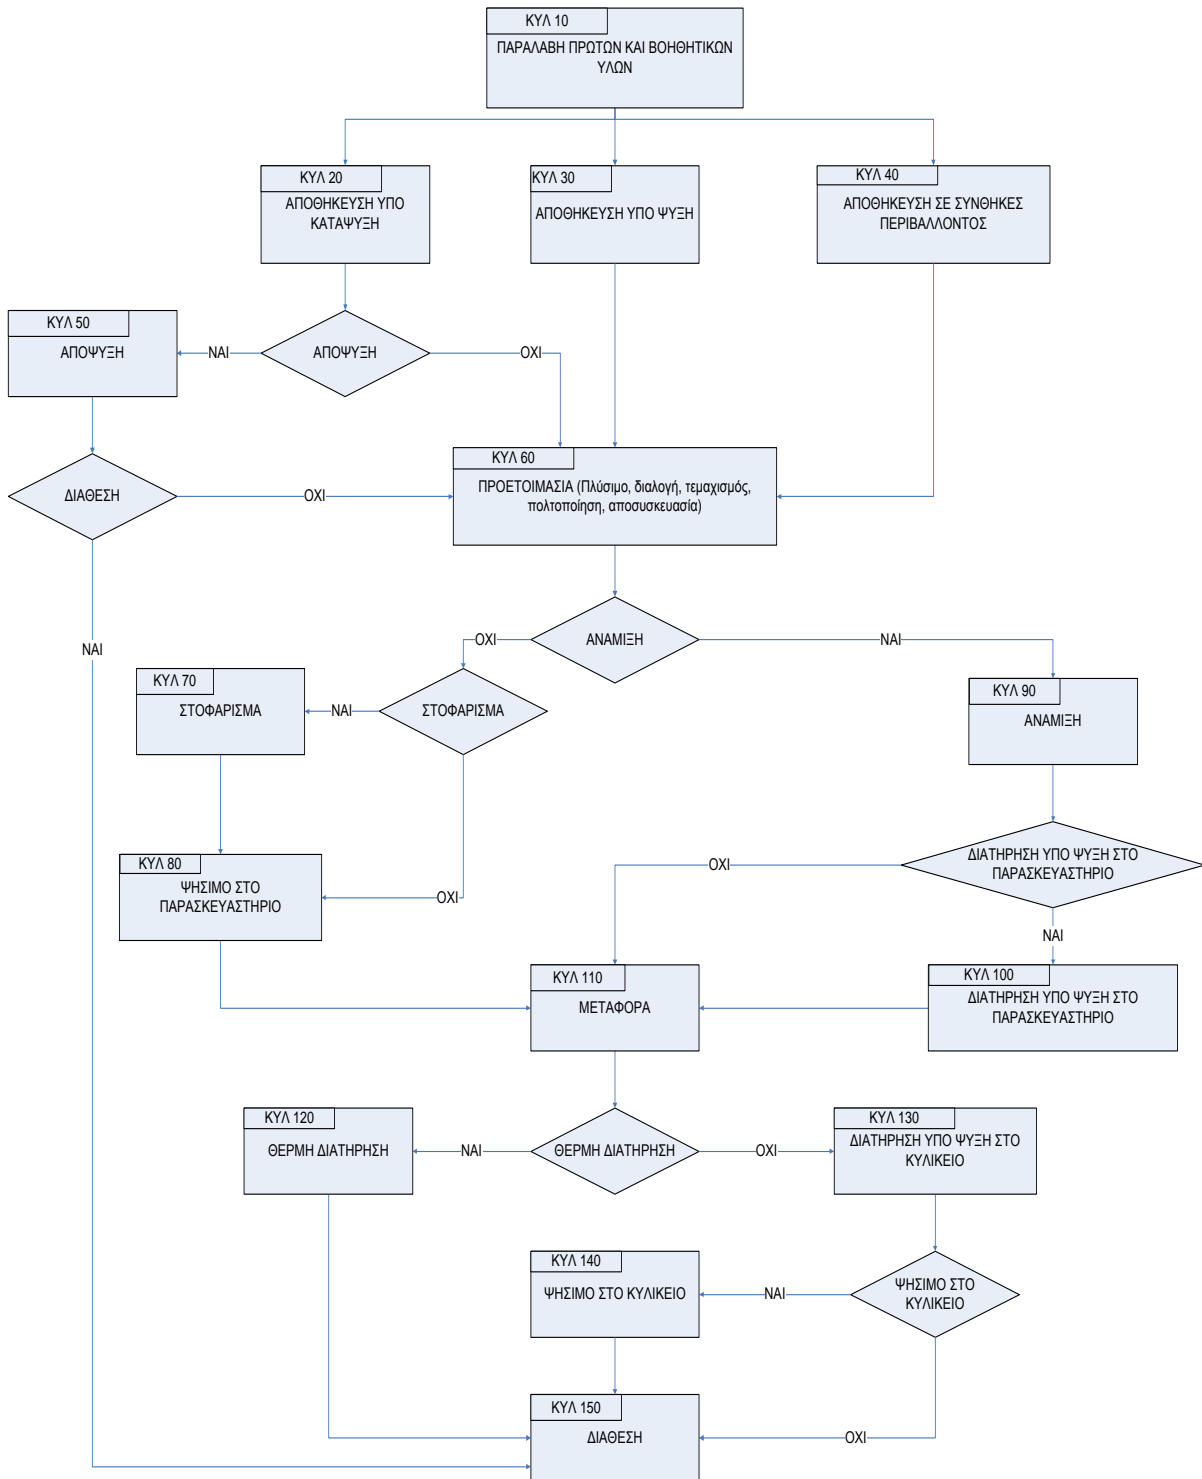 ΚΥΛ 10
ΠΑΡΑΛΑΒΗ ΠΡΩΤΩΝ ΚΑΙ ΒΟΗΘΗΤΙΚΩΝ
ΥΛΩΝ
ΚΥΛ 20
ΑΠΟΘΗΚΕΥΣΗ ΥΠΟ
ΚΑΤΑΨΥΞΗ
ΚΥΛ 30
ΑΠΟΘΗΚΕΥΣΗ ΥΠΟ ΨΥΞΗ
ΚΥΛ 40
ΑΠΟΘΗΚΕΥΣΗ ΣΕ ΣΥΝΘΗΚΕΣ
ΠΕΡΙΒΑΛΛΟΝΤΟΣ
ΚΥΛ 50
ΑΠΟΨΥΞΗ
ΝΑΙ
ΑΠΟΨΥΞΗ
ΟΧΙ
ΔΙΑΘΕΣΗ
ΟΧΙ
ΝΑΙ
ΚΥΛ 60
ΠΡΟΕΤΟΙΜΑΣΙΑ (Πλύσιμο, διαλογή, τεμαχισμός,
πολτοποίηση, αποσυσκευασία)
ΟΧΙ
ΑΝΑΜΙΞΗ
ΝΑΙ
ΚΥΛ 70
ΣΤΟΦΑΡΙΣΜΑ
ΝΑΙ
ΣΤΟΦΑΡΙΣΜΑ
ΚΥΛ 90
ΑΝΑΜΙΞΗ
ΚΥΛ 80
ΨΗΣΙΜΟ ΣΤΟ
ΠΑΡΑΣΚΕΥΑΣΤΗΡΙΟ
ΟΧΙ
ΟΧΙ
ΔΙΑΤΗΡΗΣΗ ΥΠΟ ΨΥΞΗ ΣΤΟ
ΠΑΡΑΣΚΕΥΑΣΤΗΡΙΟ
ΝΑΙ
ΚΥΛ 110
ΜΕΤΑΦΟΡΑ
ΚΥΛ 100
ΔΙΑΤΗΡΗΣΗ ΥΠΟ ΨΥΞΗ ΣΤΟ
ΠΑΡΑΣΚΕΥΑΣΤΗΡΙΟ
ΚΥΛ 120
ΘΕΡΜΗ ΔΙΑΤΗΡΗΣΗ
ΝΑΙ
ΘΕΡΜΗ ΔΙΑΤΗΡΗΣΗ
ΟΧΙ
ΚΥΛ 130
ΔΙΑΤΗΡΗΣΗ ΥΠΟ ΨΥΞΗ ΣΤΟ
ΚΥΛΙΚΕΙΟ
ΚΥΛ 140
ΨΗΣΙΜΟ ΣΤΟ ΚΥΛΙΚΕΙΟ
ΝΑΙ
ΨΗΣΙΜΟ ΣΤΟ
ΚΥΛΙΚΕΙΟ
ΚΥΛ 150
ΔΙΑΘΕΣΗ
ΟΧΙ